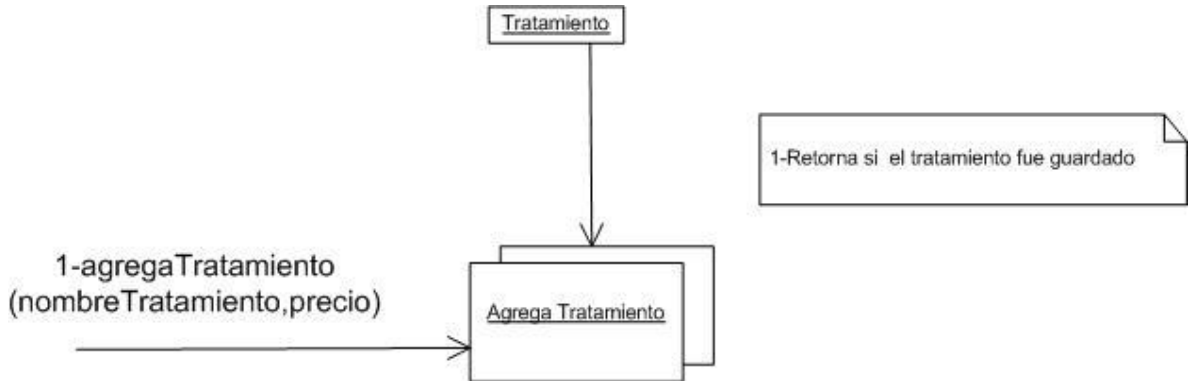 Tratamiento
1-Retorna si el tratamiento fue guardado
1-agregaTratamiento
(nombreTratamiento,precio)
Agrega Tratamiento